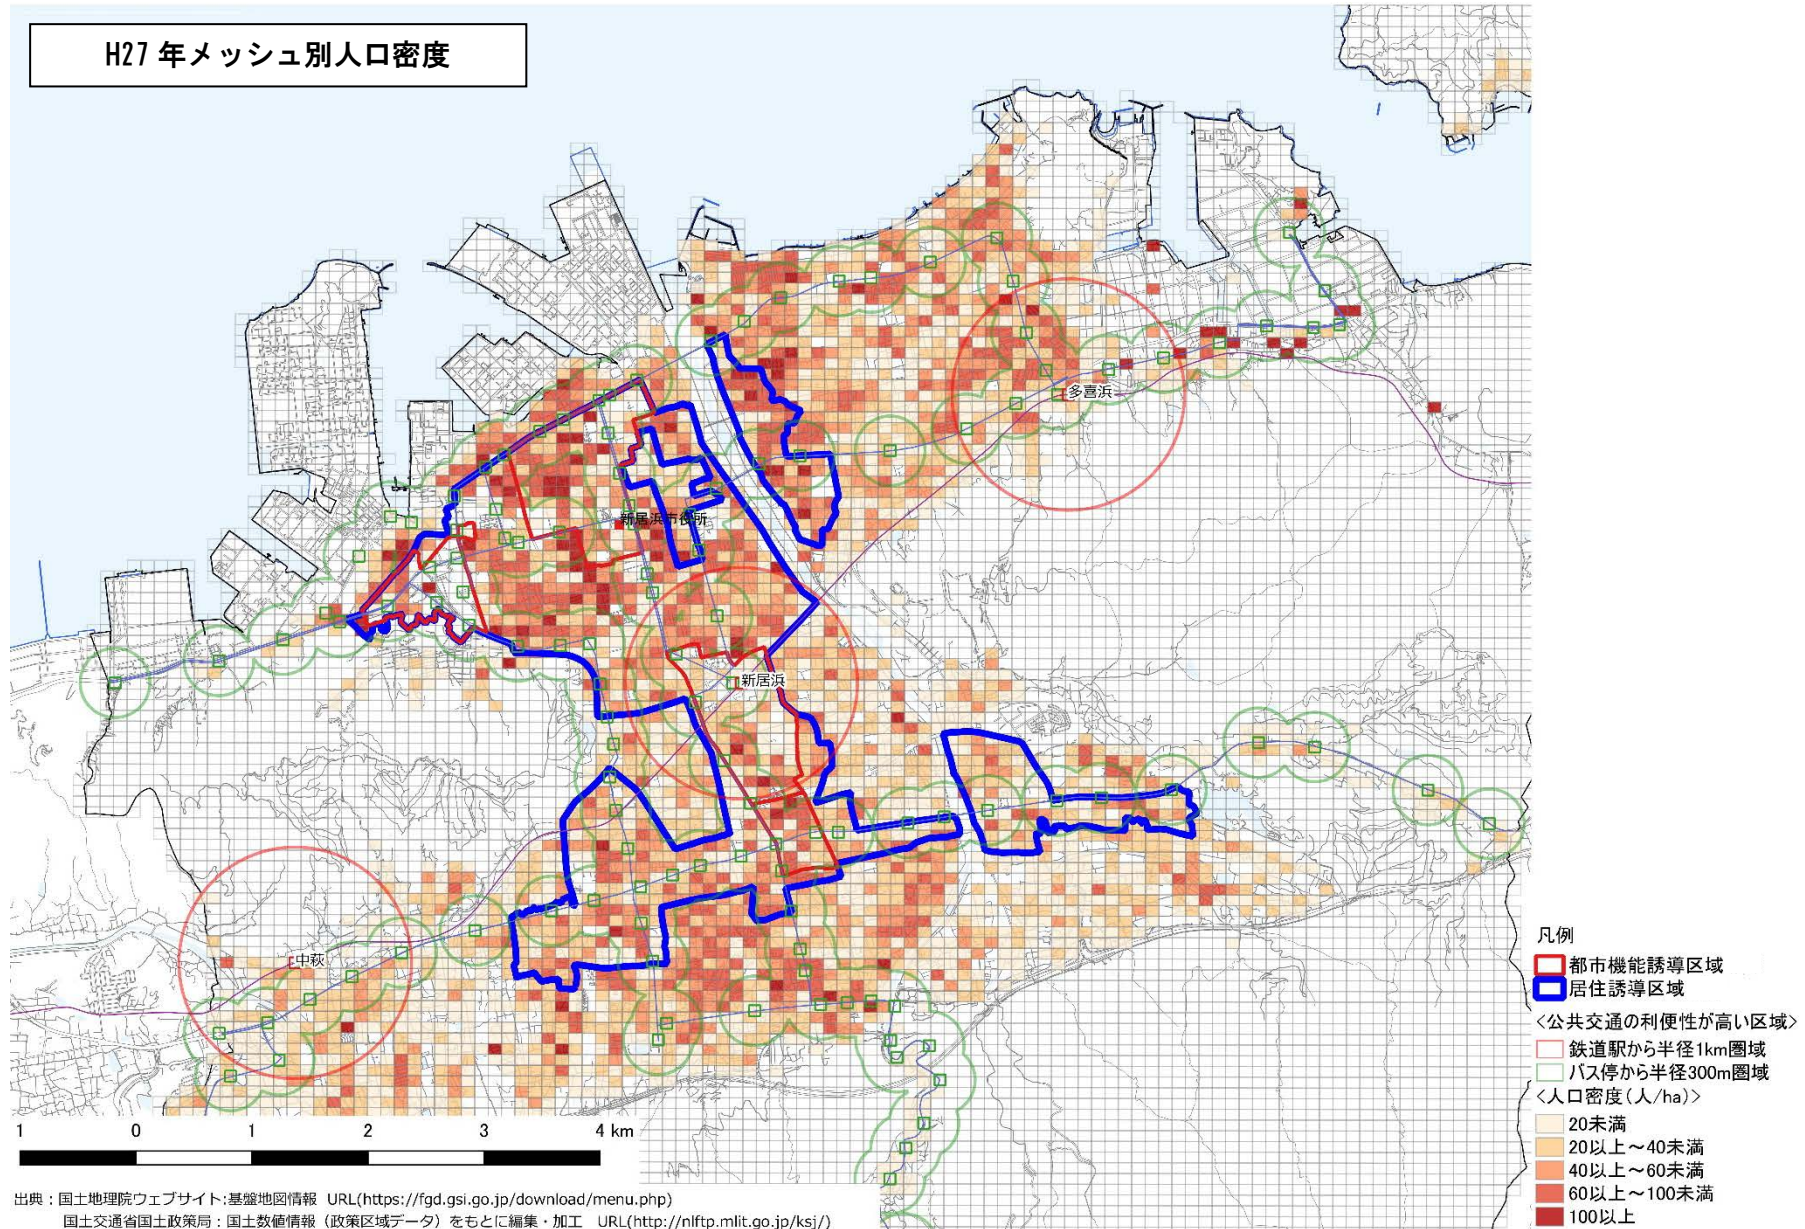 H27 年メッシュ別人口密度
多喜浜
新居浜市役所
新居浜
中萩
凡例
都市機能誘導区域
居住誘導区域
<公共交通の利便性が高い区域>
鉄道駅から半径1km圏域
バス停から半径300m圏域
<人口密度(人/ha)>
20未満
20以上～40未満
40以上～60未満
60以上～100未満
100以上
1 0 1 2 3 4 km
出典：国土地理院ウェブサイト:基盤地図情報 URL(https://fgd.gsi.go.jp/download/menu.php)
国土交通省国土政策局：国土数値情報（政策区域データ）をもとに編集・加工 URL(http://nlftp.mlit.go.jp/ksj/)